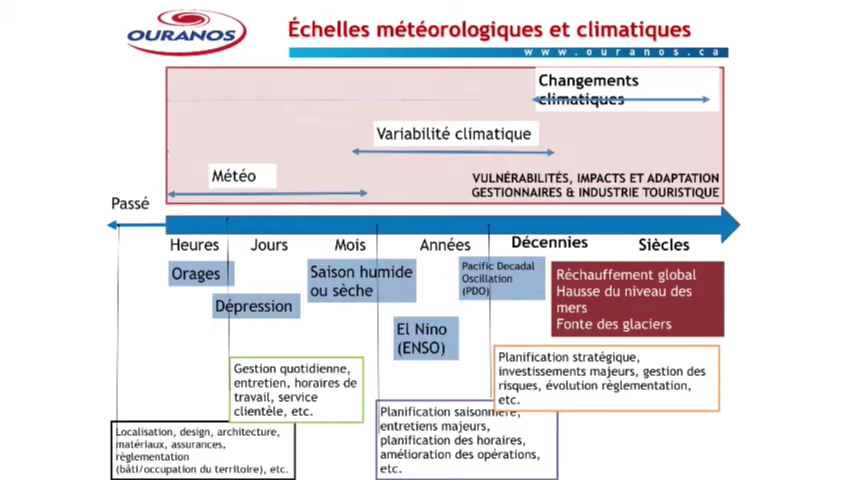 OURANOS
Échelles météorologiques et climatiques
www.ouranos.ca
Changements
climatiques
Variabilité climatique
Météo
VULNÉRABILITÉS, IMPACTS ET ADAPTATION
GESTIONNAIRES & INDUSTRIE TOURISTIQUE
Passé
Heures Jours Mois Années Décennies Siècles
Orages
Dépression
Saison humide
ou sèche
El Nino
(ENSO)
Pacific Decadal
Oscillation
(PDO)
Réchauffement global
Hausse du niveau des
mers
Fonte des glaciers
Gestion quotidienne,
entretien, horaires de
travail, service
clientèle, etc.
Planification stratégique,
investissements majeurs, gestion des
risques, évolution règlementation,
etc.
Planification saisonnière,
entretiens majeurs,
planification des horaires,
amélioration des opérations,
etc.
Localisation, design, architecture,
matériaux, assurances,
règlementation
(bâti/occupation du territoire), etc.